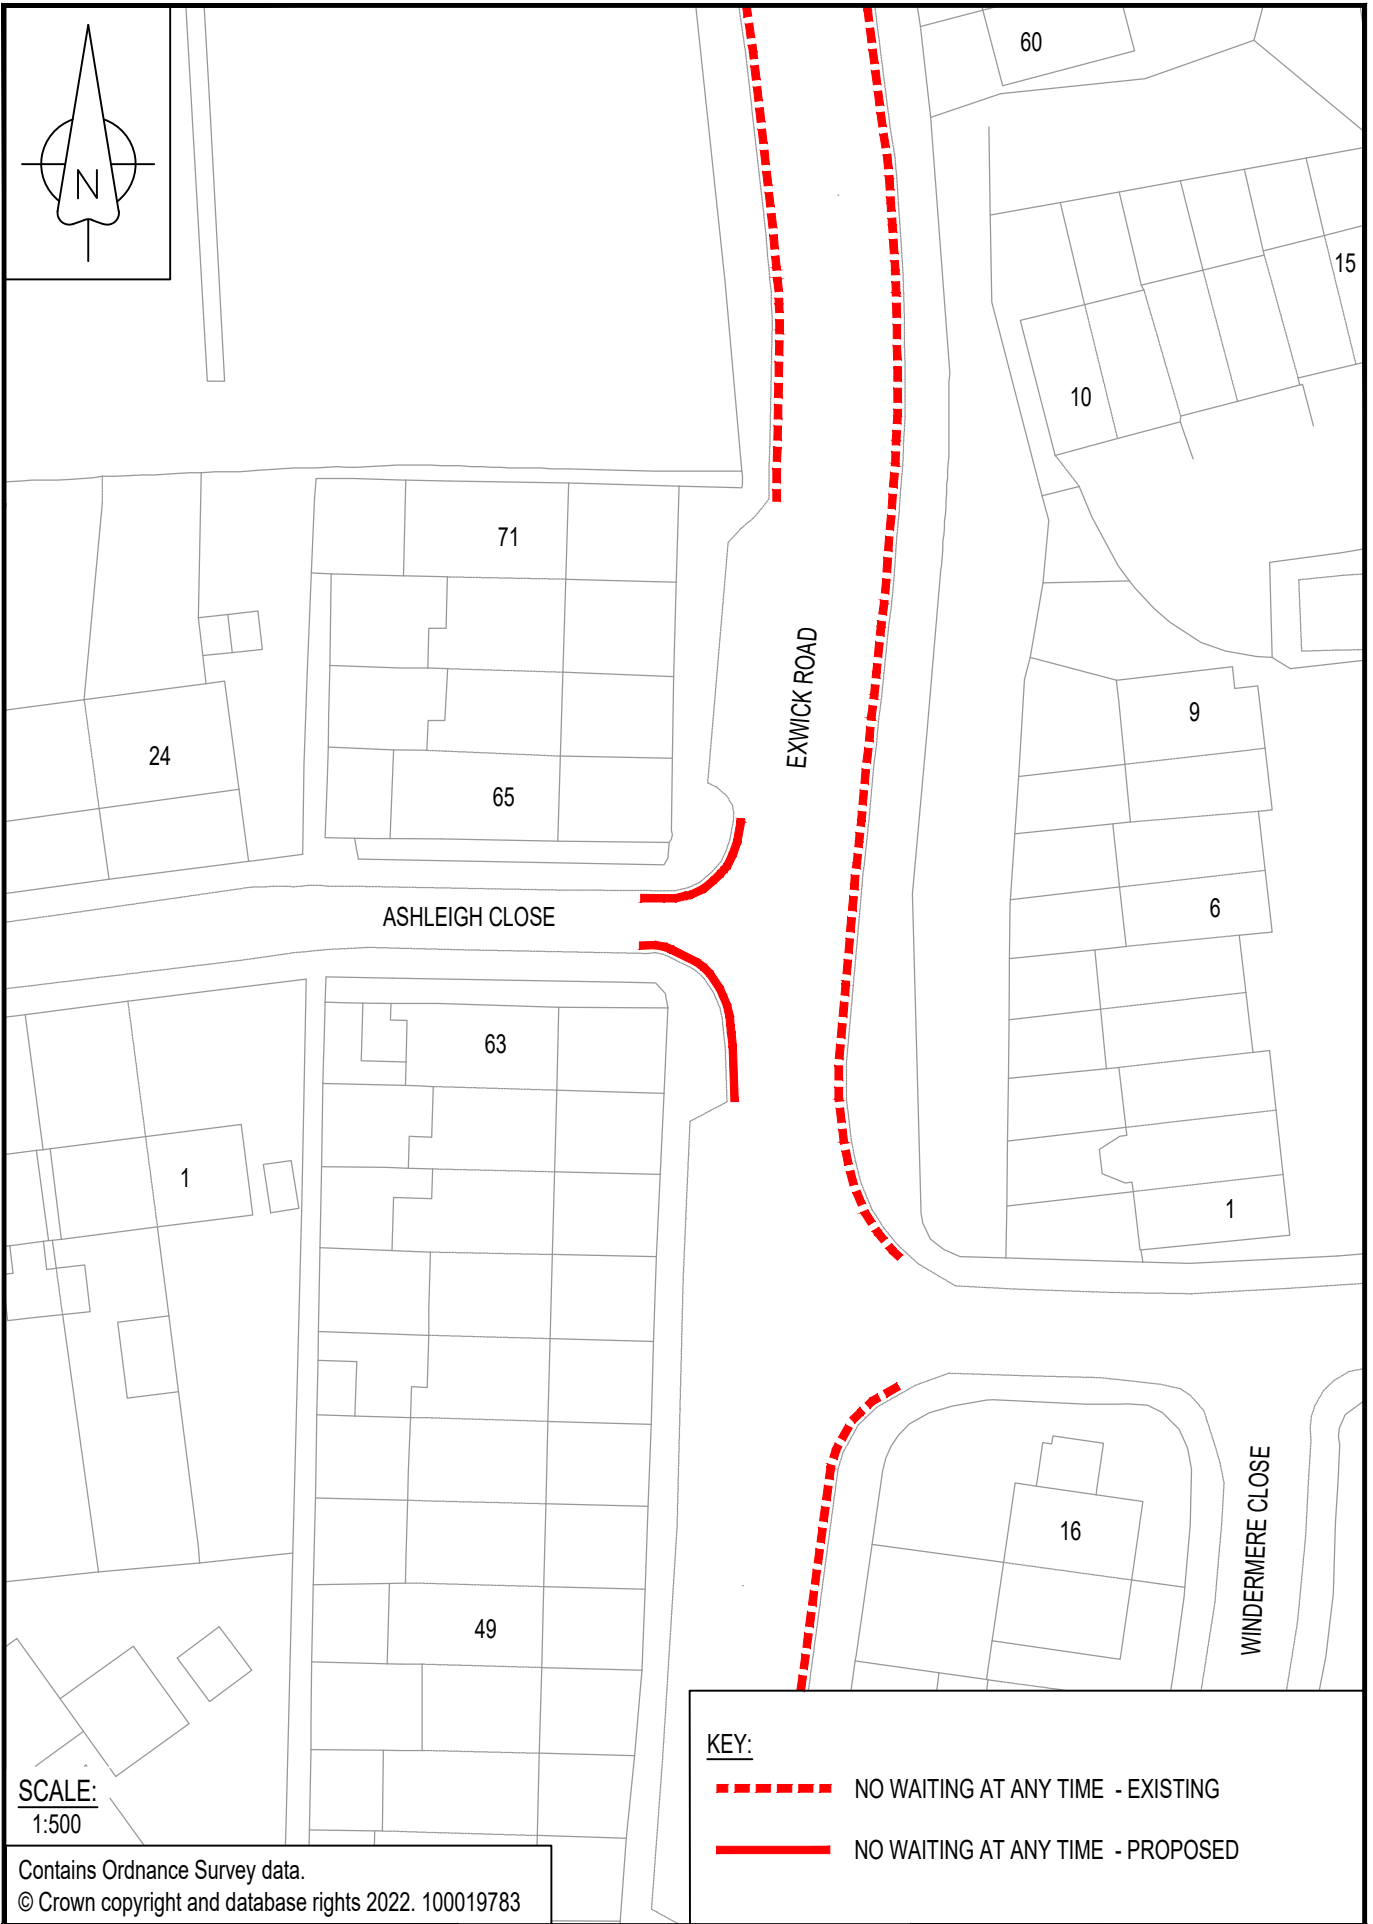 N
60
15
10
71
EXWICK ROAD
9
24
65
6
ASHLEIGH CLOSE
63
1
1
16
WINDERMERE CLOSE
49
KEY:
NO WAITING AT ANY TIME - EXISTING
NO WAITING AT ANY TIME - PROPOSED
SCALE:
1:500
Contains Ordnance Survey data.
© Crown copyright and database rights 2022. 100019783